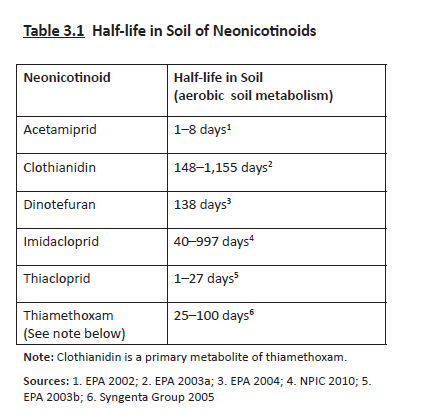 Table 3.1 Half-life in Soil of Neonicotinoids
Neonicotinoid
Half-life in Soil
(aerobic soil metabolism)
Acetamiprid
1–8 days¹
Clothianidin
148–1,155 days²
Dinotefuran
138 days³
Imidacloprid
40–997 days⁴
Thiacloprid
1–27 days⁵
Thiamethoxam
(See note below)
25–100 days⁶
Note: Clothianidin is a primary metabolite of thiamethoxam.
Sources: 1. EPA 2002; 2. EPA 2003a; 3. EPA 2004; 4. NPIC 2010; 5.
EPA 2003b; 6. Syngenta Group 2005